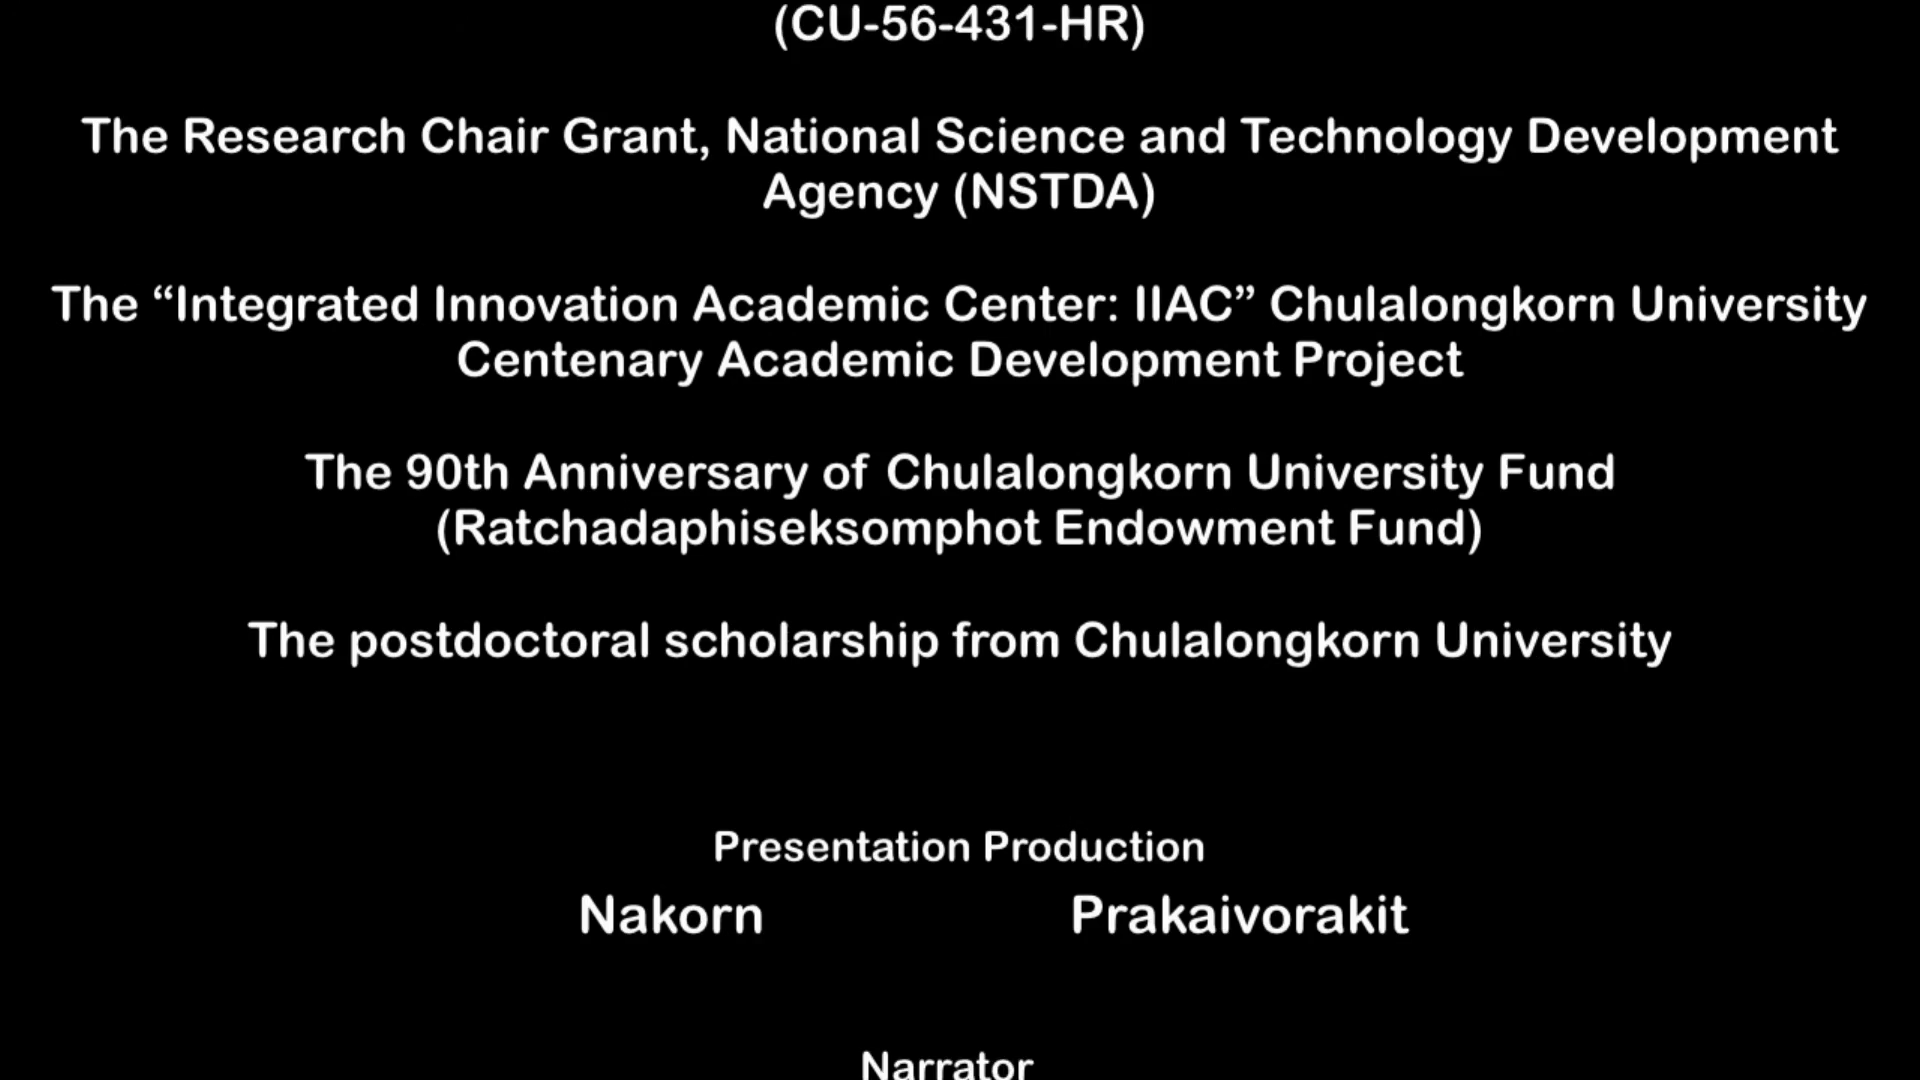 (CU-56-431-HR)
The Research Chair Grant, National Science and Technology Development
Agency (NSTDA)
The “Integrated Innovation Academic Center: IIAC” Chulalongkorn University
Centenary Academic Development Project
The 90th Anniversary of Chulalongkorn University Fund
(Ratchadaphiseksomphot Endowment Fund)
The postdoctoral scholarship from Chulalongkorn University
Presentation Production
Nakorn Prakaivorakit
Narrator